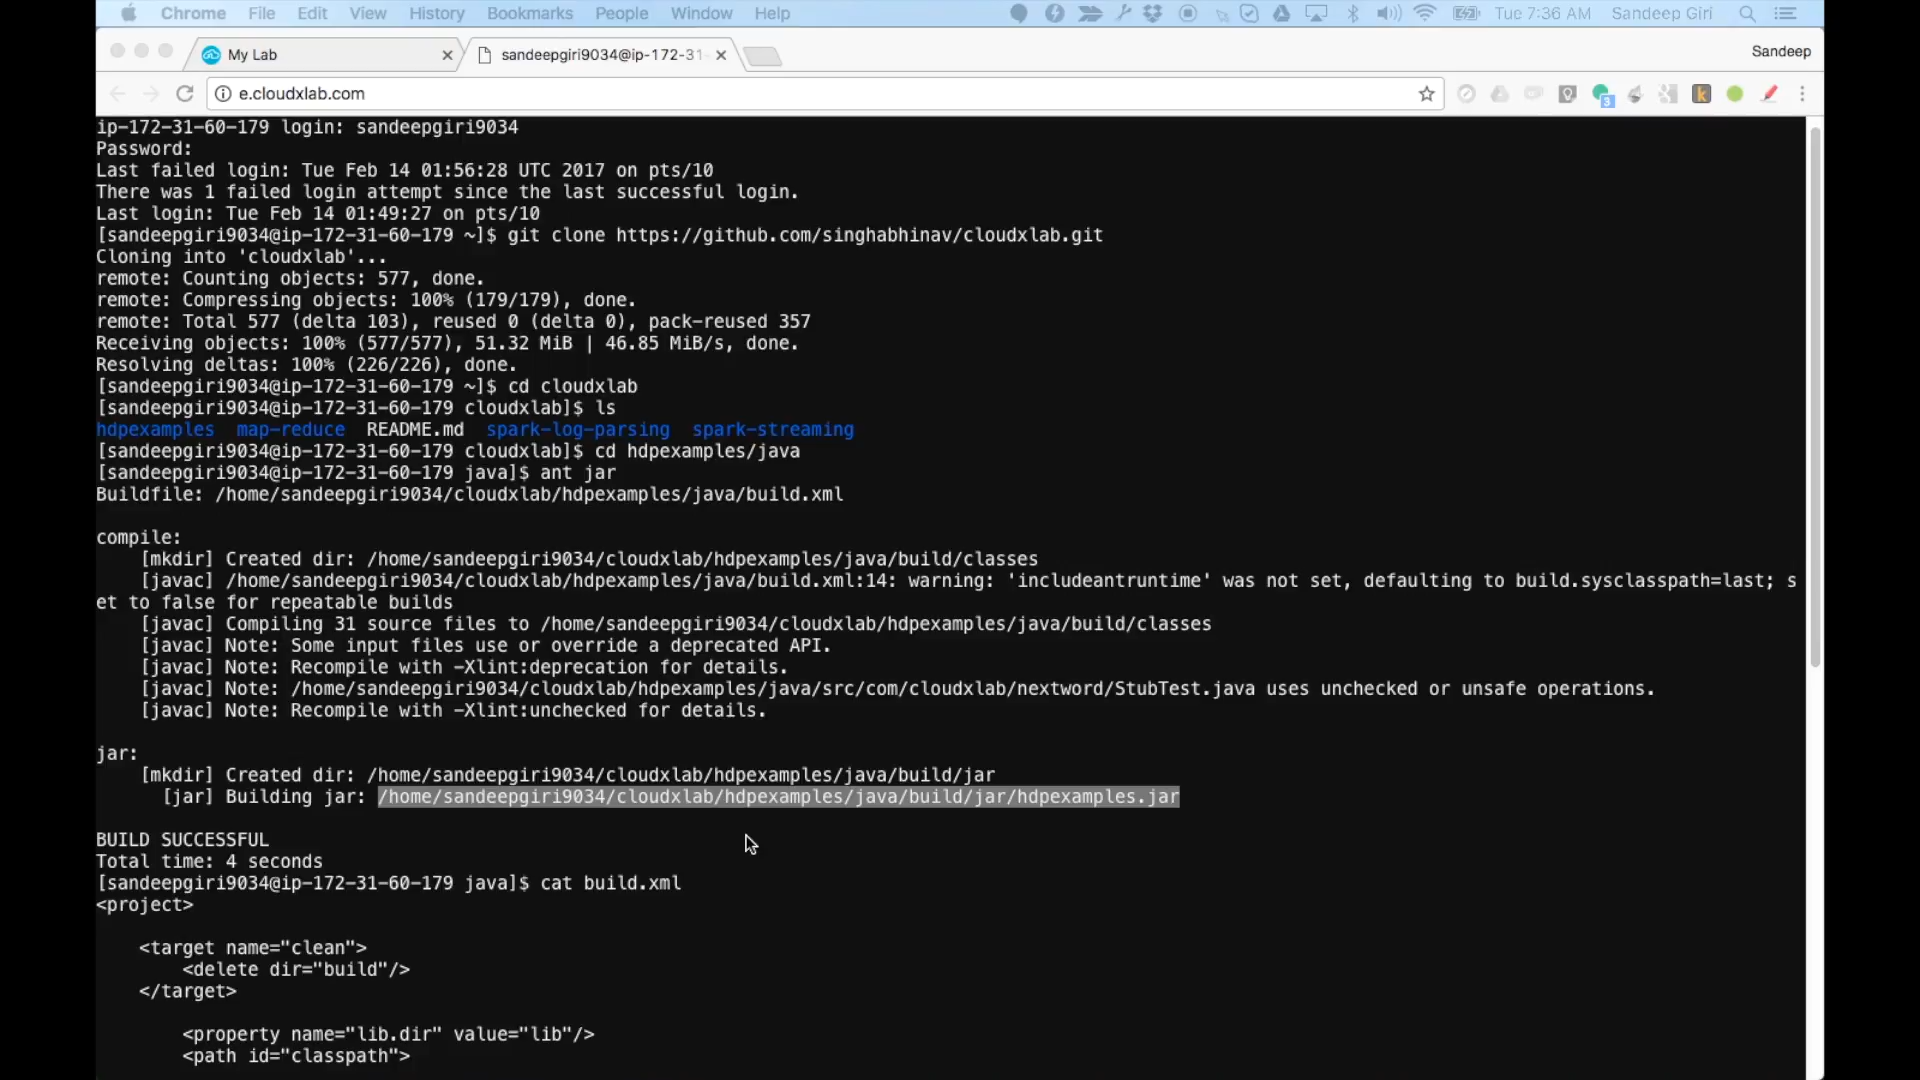 Chrome File Edit View History Bookmarks People Window Help Tue 7:36 AM Sandeep Giri
My Lab sandeepgiri9034@ip-172-31- Sandeep
e.cloudxlab.com 3 k
ip-172-31-60-179 login: sandeepgiri9034
Password:
Last failed login: Tue Feb 14 01:56:28 UTC 2017 on pts/10
There was 1 failed login attempt since the last successful login.
Last login: Tue Feb 14 01:49:27 on pts/10
[sandeepgiri9034@ip-172-31-60-179 ~]$ git clone https://github.com/singhabhinav/cloudxlab.git
Cloning into 'cloudxlab'...
remote: Counting objects: 577, done.
remote: Compressing objects: 100% (179/179), done.
remote: Total 577 (delta 103), reused 0 (delta 0), pack-reused 357
Receiving objects: 100% (577/577), 51.32 MiB | 46.85 MiB/s, done.
Resolving deltas: 100% (226/226), done.
[sandeepgiri9034@ip-172-31-60-179 ~]$ cd cloudxlab
[sandeepgiri9034@ip-172-31-60-179 cloudxlab]$ ls
hdpexamples map-reduce README.md spark-log-parsing spark-streaming
[sandeepgiri9034@ip-172-31-60-179 cloudxlab]$ cd hdpexamples/java
[sandeepgiri9034@ip-172-31-60-179 java]$ ant jar
Buildfile: /home/sandeepgiri9034/cloudxlab/hdpexamples/java/build.xml
compile:
[mkdir] Created dir: /home/sandeepgiri9034/cloudxlab/hdpexamples/java/build/classes
[javac] /home/sandeepgiri9034/cloudxlab/hdpexamples/java/build.xml:14: warning: 'includeantruntime' was not set, defaulting to build.sysclasspath=last; s
et to false for repeatable builds
[javac] Compiling 31 source files to /home/sandeepgiri9034/cloudxlab/hdpexamples/java/build/classes
[javac] Note: Some input files use or override a deprecated API.
[javac] Note: Recompile with -Xlint:deprecation for details.
[javac] Note: /home/sandeepgiri9034/cloudxlab/hdpexamples/java/src/com/cloudxlab/nextword/StubTest.java uses unchecked or unsafe operations.
[javac] Note: Recompile with -Xlint:unchecked for details.
jar:
[mkdir] Created dir: /home/sandeepgiri9034/cloudxlab/hdpexamples/java/build/jar
[jar] Building jar: /home/sandeepgiri9034/cloudxlab/hdpexamples/java/build/jar/hdpexamples.jar
BUILD SUCCESSFUL
Total time: 4 seconds
[sandeepgiri9034@ip-172-31-60-179 java]$ cat build.xml
<project>
<target name="clean">
<delete dir="build"/>
</target>
<property name="lib.dir" value="lib"/>
<path id="classpath">